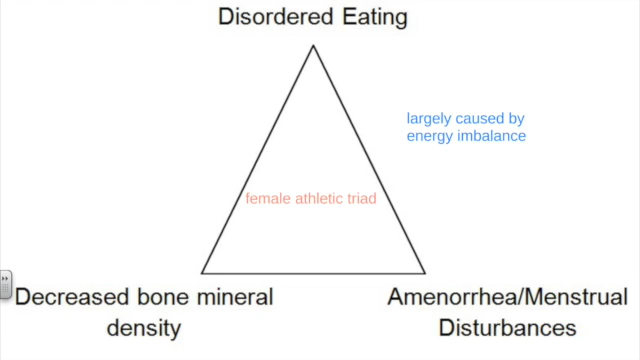 Disordered Eating
largely caused by
energy imbalance
female athletic triad
Decreased bone mineral
density
Amenorrhea/Menstrual
Disturbances